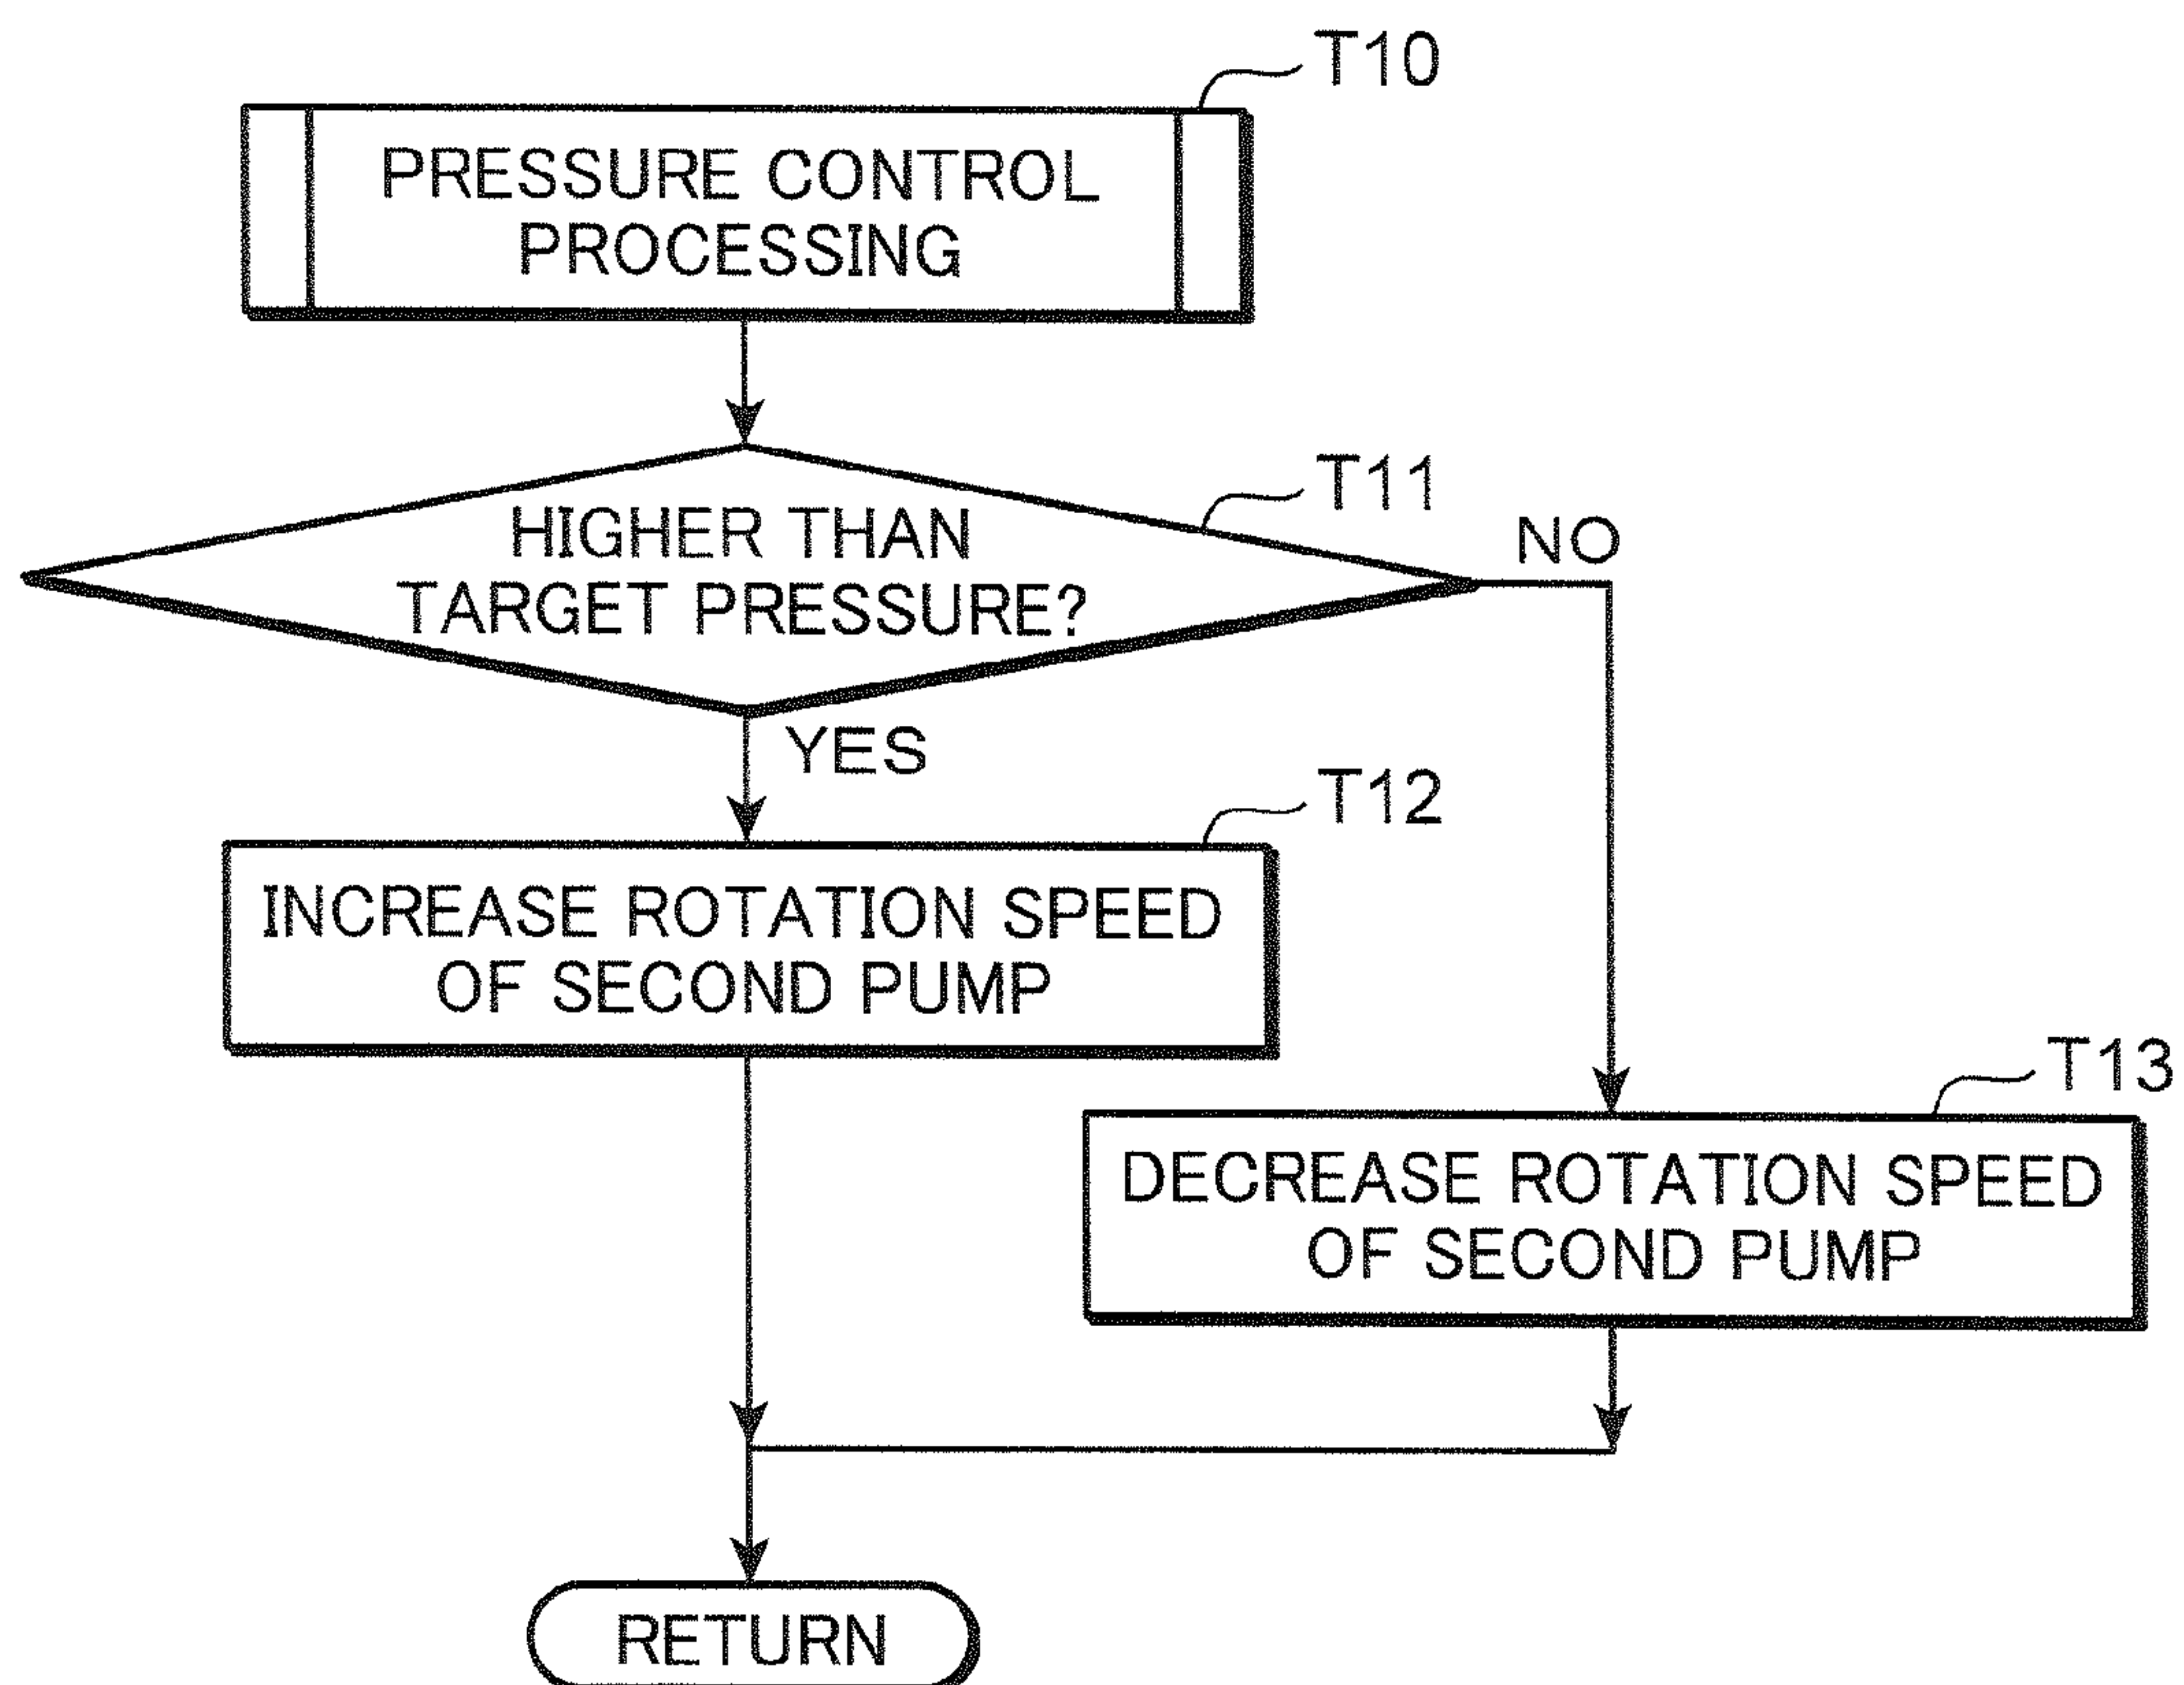 T10
PRESSURE CONTROL
PROCESSING
T11
HIGHER THAN
TARGET PRESSURE?
NO
YES
T12
INCREASE ROTATION SPEED
OF SECOND PUMP
T13
DECREASE ROTATION SPEED
OF SECOND PUMP
RETURN